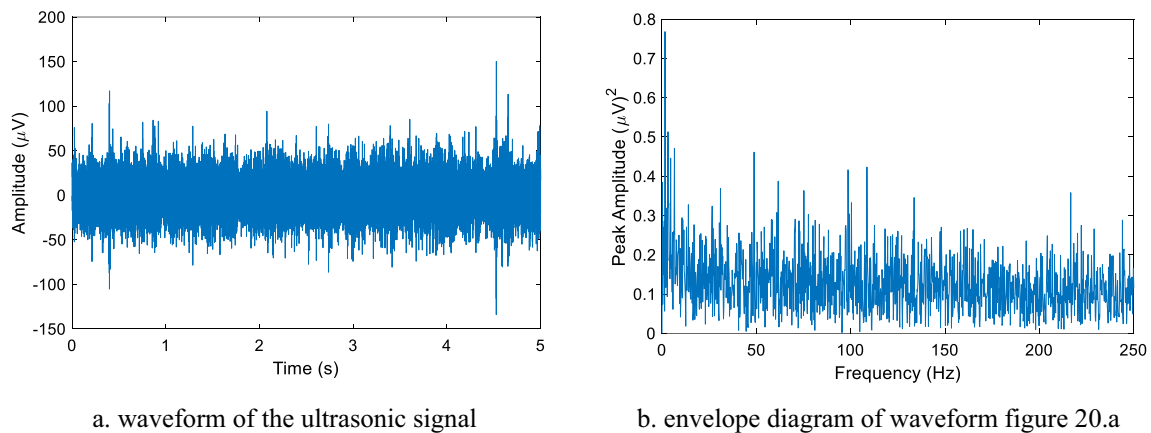 200
150
100
50
0
-50
-100
-150
Amplitude (μV)
0 1 2 3 4 5
Time (s)
a. waveform of the ultrasonic signal
0.8
0.7
0.6
0.5
0.4
0.3
0.2
0.1
0
Peak Amplitude (μV)²
0 50 100 150 200 250
Frequency (Hz)
b. envelope diagram of waveform figure 20.a